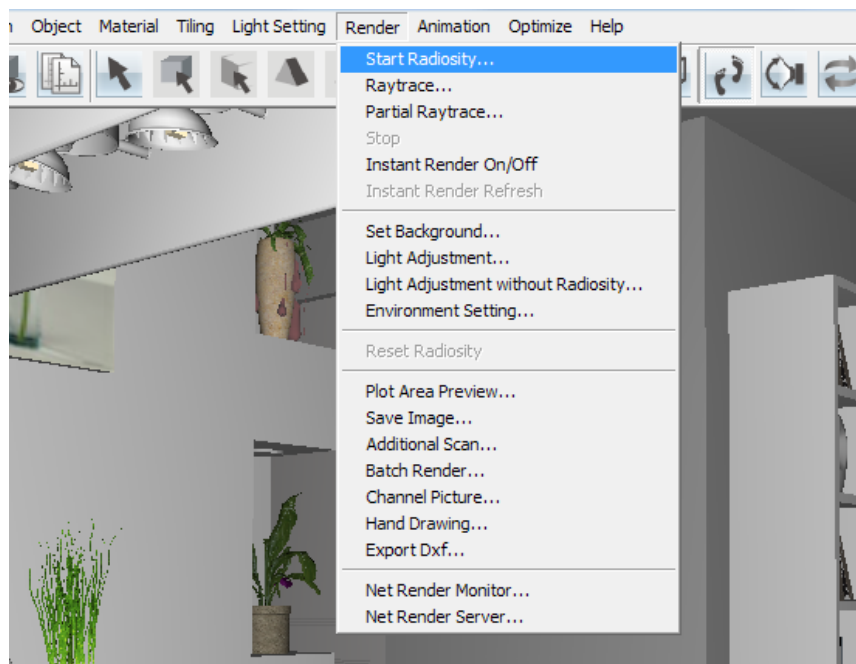 Object Material Tiling Light Setting Render Animation Optimize Help
Start Radiosity...
Raytrace...
Partial Raytrace...
Stop
Instant Render On/Off
Instant Render Refresh
Set Background...
Light Adjustment...
Light Adjustment without Radiosity...
Environment Setting...
Reset Radiosity
Plot Area Preview...
Save Image...
Additional Scan...
Batch Render...
Channel Picture...
Hand Drawing...
Export Dxf...
Net Render Monitor...
Net Render Server...